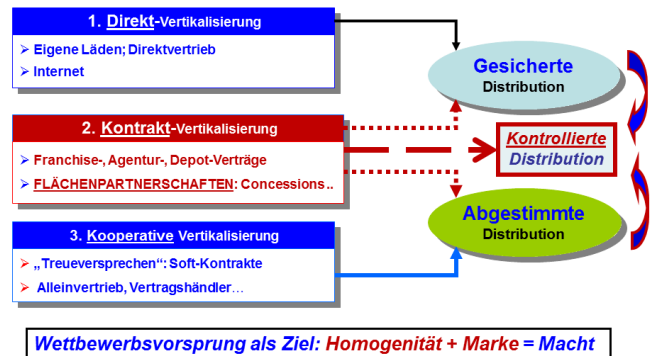 1. Direkt-Vertikalisierung
➢ Eigene Läden; Direktvertrieb
➢ Internet
2. Kontrakt-Vertikalisierung
➢ Franchise-, Agentur-, Depot-Verträge
➢ FLÄCHENPARTNERSCHAFTEN: Concessions ..
3. Kooperative Vertikalisierung
➢ „Treueversprechen“: Soft-Kontrakte
➢ Alleinvertrieb, Vertragshändler…
Gesicherte
Distribution
Kontrollierte
Distribution
Abgestimmte
Distribution
Wettbewerbsvorsprung als Ziel: Homogenität + Marke = Macht